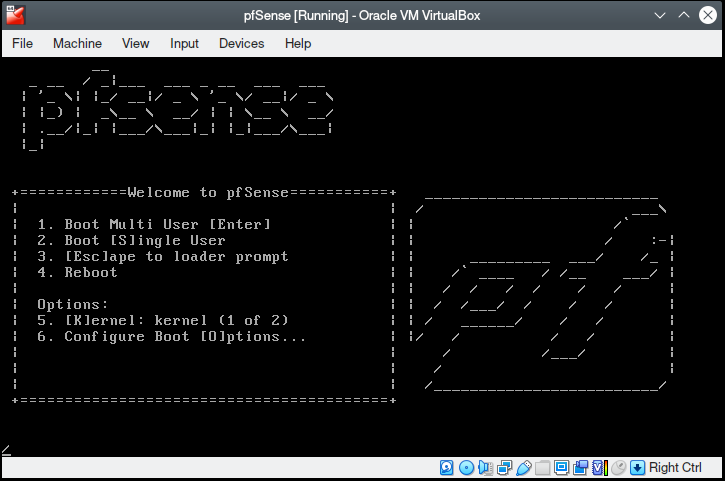 pfSense [Running] - Oracle VM VirtualBox
File Machine View Input Devices Help
pfSense
Welcome to pfSense
1. Boot Multi User [Enter]
2. Boot [S]ingle User
3. [Esc]ape to loader prompt
4. Reboot
Options:
5. [K]ernel: kernel (1 of 2)
6. Configure Boot [O]ptions...
pf
Right Ctrl